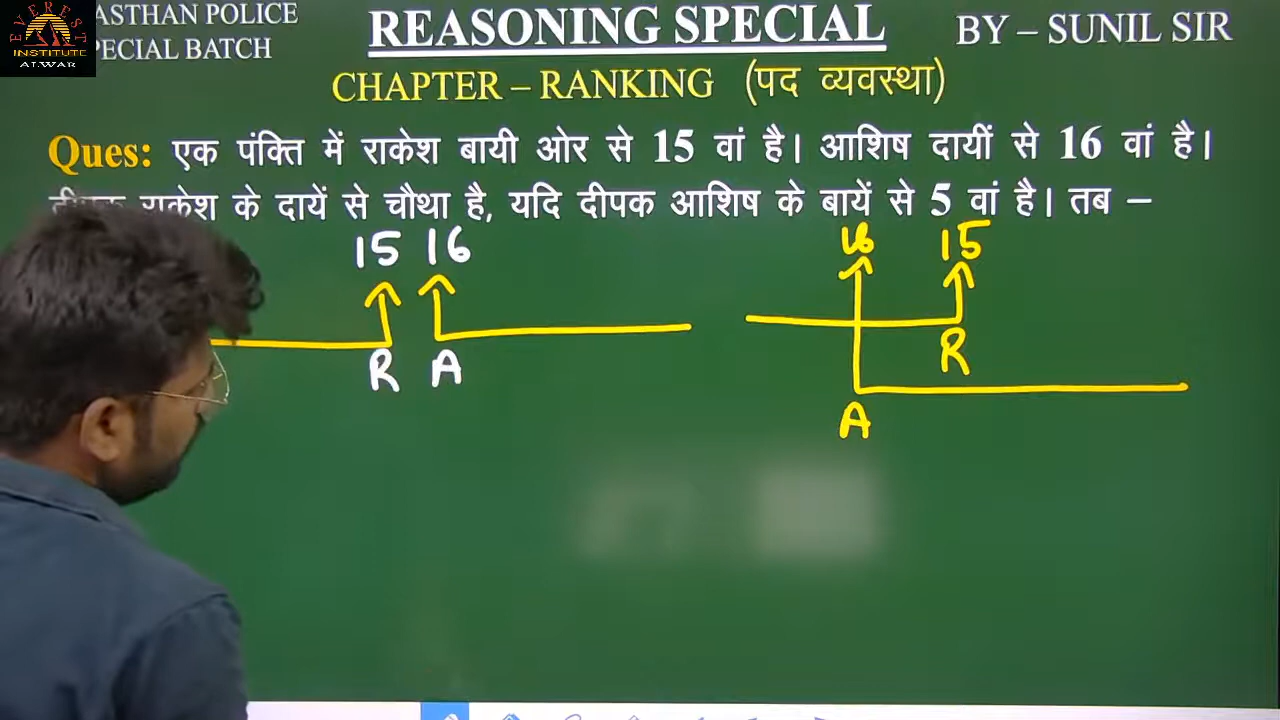 EVEREST
INSTITUTE
ALWAR
ASTHAN POLICE
PECIAL BATCH
REASONING SPECIAL
BY – SUNIL SIR
CHAPTER – RANKING (पद व्यवस्था)
Ques: एक पंक्ति में राकेश बायी ओर से 15 वां है। आशिष दायीं से 16 वां है।
राकेश के दायें से चौथा है, यदि दीपक आशिष के बायें से 5 वां है। तब –
15 16
16 15
R A
R
A